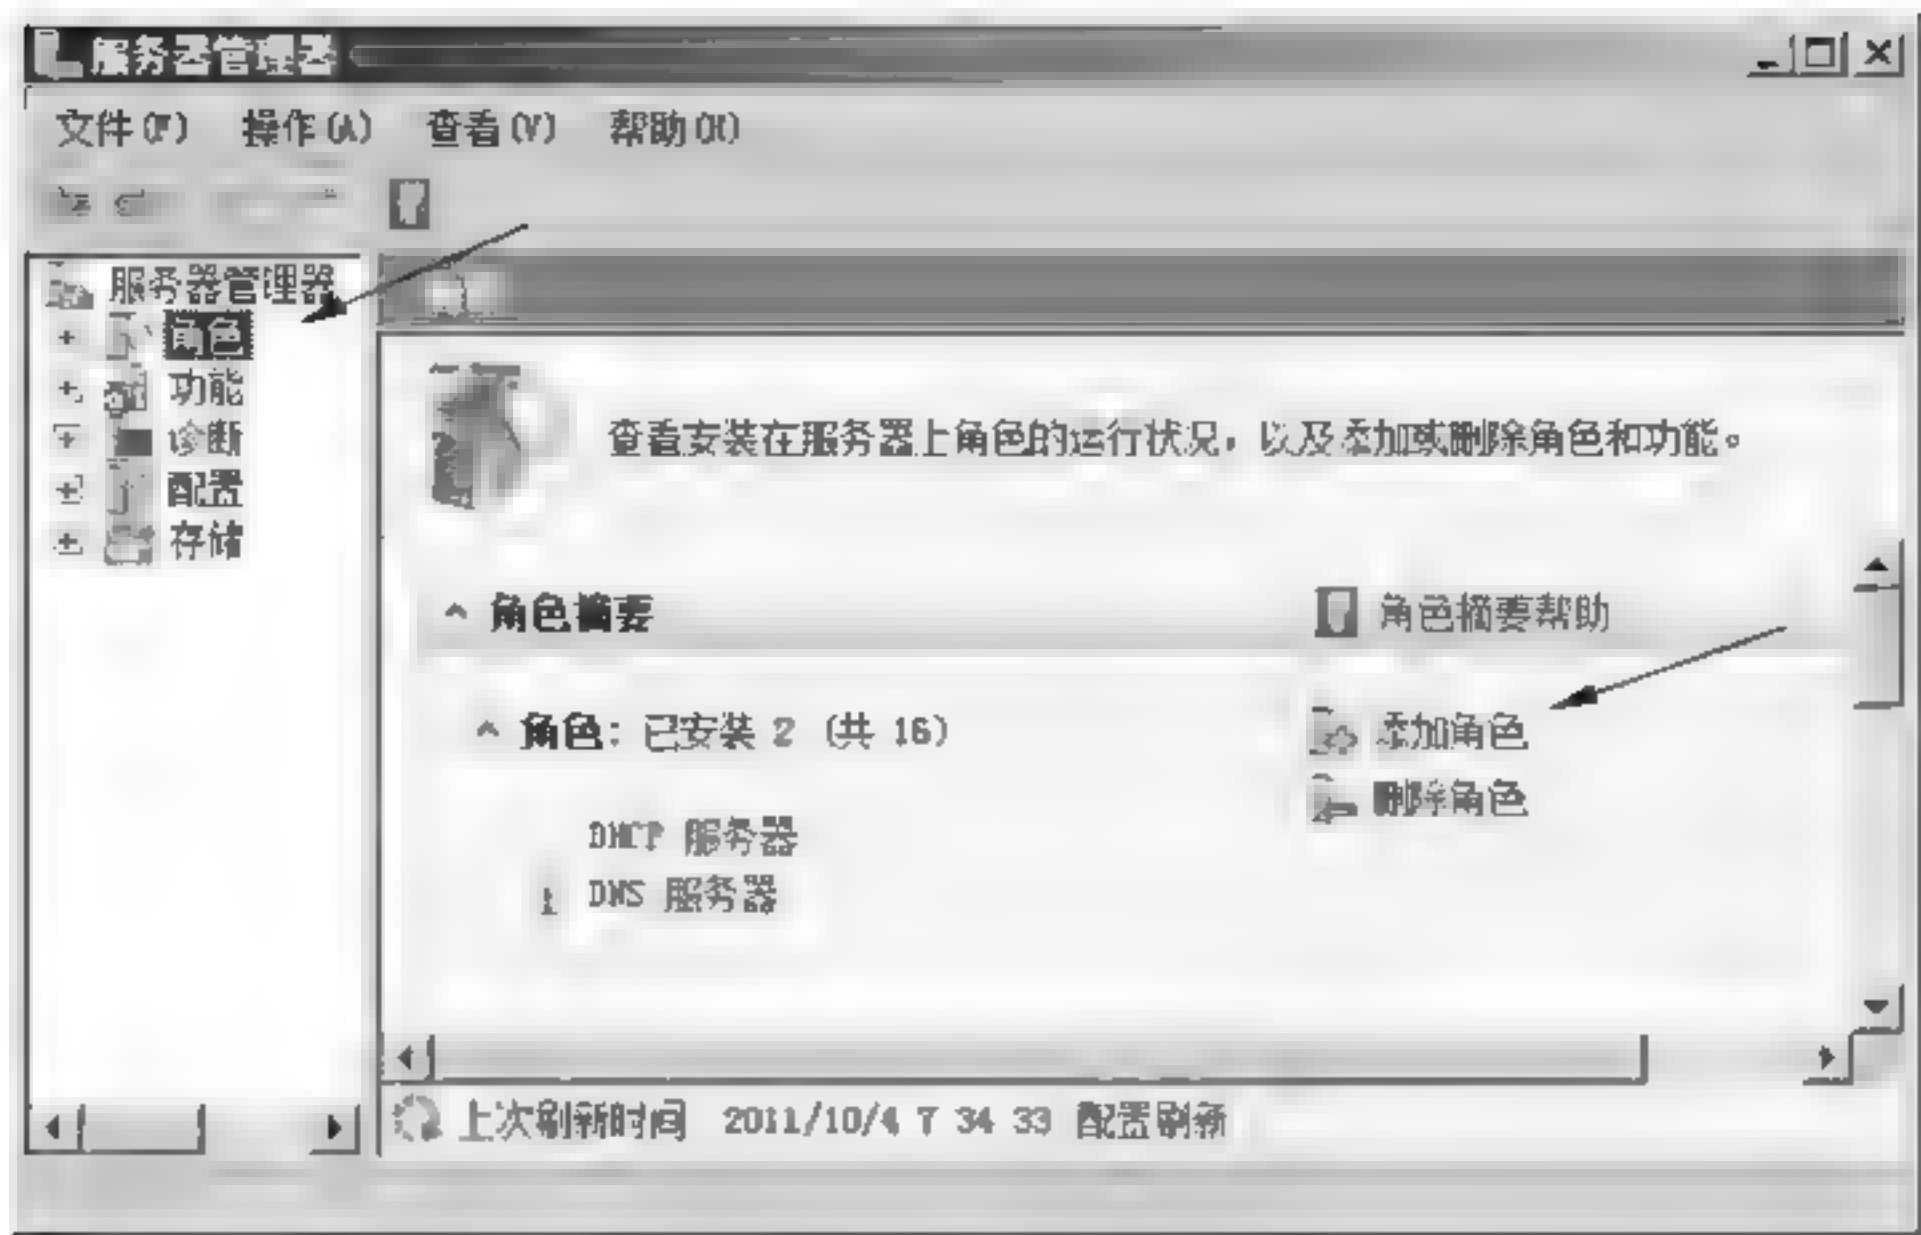 服务器管理器
文件(F) 操作(A) 查看(V) 帮助(H)
服务器管理器
角色
功能
诊断
配置
存储
查看安装在服务器上角色的运行状况，以及添加或删除角色和功能。
角色摘要
角色摘要帮助
角色: 已安装 2 (共 16)
添加角色
删除角色
DHCP 服务器
DNS 服务器
上次刷新时间 2011/10/4 7 34 33 配置刷新